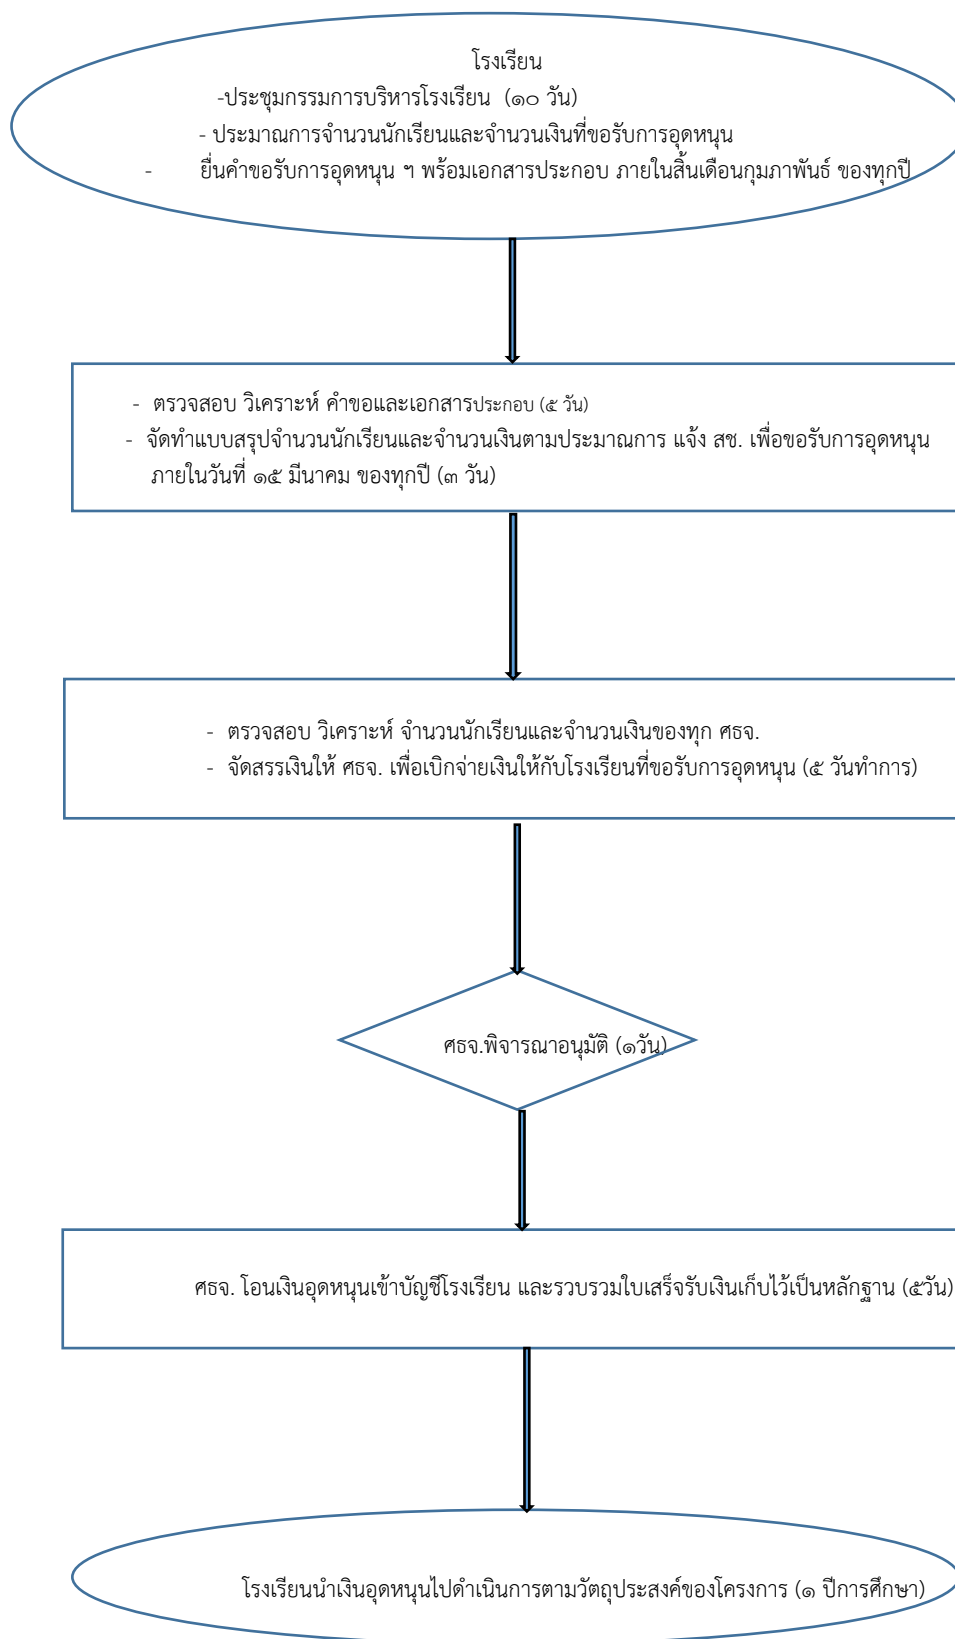 โรงเรียน
-ประชุมกรรมการบริหารโรงเรียน (๑๐ วัน)
- ประมาณการจำนวนนักเรียนและจำนวนเงินที่ขอรับการอุดหนุน
- ยื่นคำขอรับการอุดหนุน ฯ พร้อมเอกสารประกอบ ภายในสิ้นเดือนกุมภาพันธ์ ของทุกปี
- ตรวจสอบ วิเคราะห์ คำขอและเอกสารประกอบ (๕ วัน)
- จัดทำแบบสรุปจำนวนนักเรียนและจำนวนเงินตามประมาณการ แจ้ง สช. เพื่อขอรับการอุดหนุน
ภายในวันที่ ๑๕ มีนาคม ของทุกปี (๓ วัน)
- ตรวจสอบ วิเคราะห์ จำนวนนักเรียนและจำนวนเงินของทุก ศธจ.
- จัดสรรเงินให้ ศธจ. เพื่อเบิกจ่ายเงินให้กับโรงเรียนที่ขอรับการอุดหนุน (๕ วันทำการ)
ศธจ.พิจารณาอนุมัติ (๑วัน)
ศธจ. โอนเงินอุดหนุนเข้าบัญชีโรงเรียน และรวบรวมใบเสร็จรับเงินเก็บไว้เป็นหลักฐาน (๕วัน)
โรงเรียนนำเงินอุดหนุนไปดำเนินการตามวัตถุประสงค์ของโครงการ (๑ ปีการศึกษา)